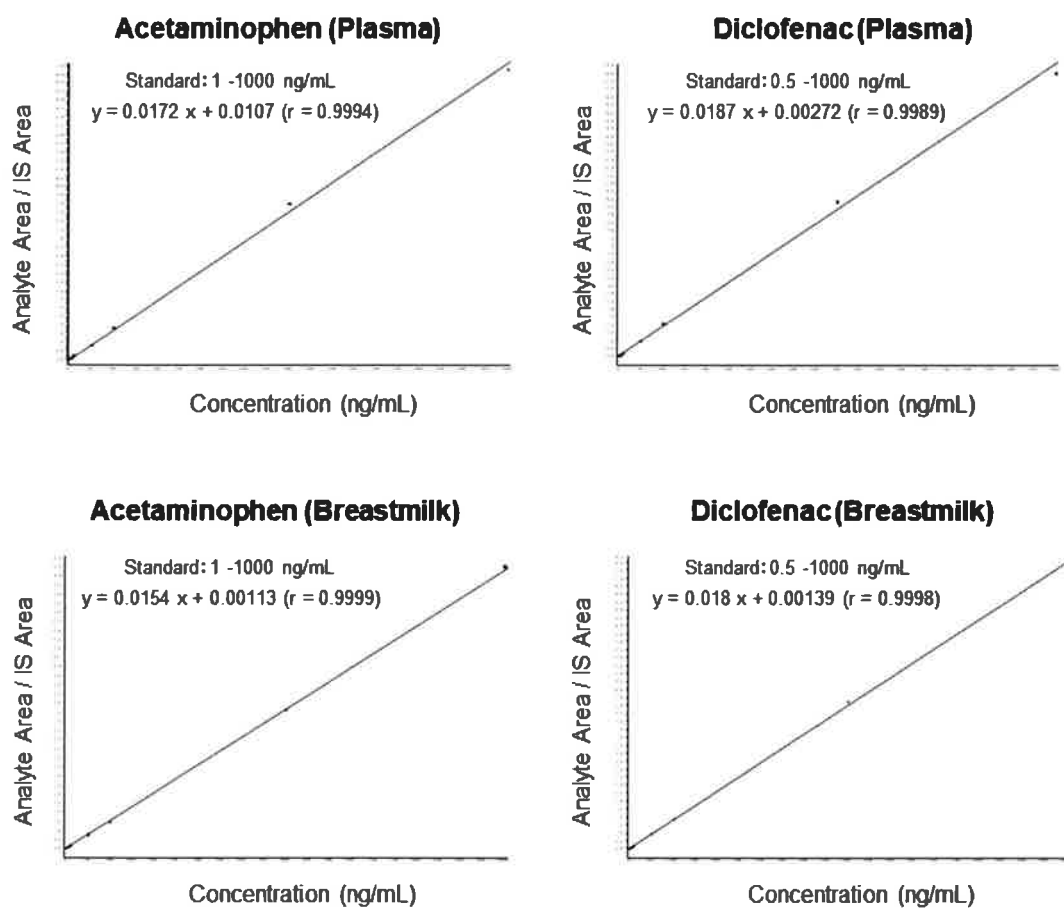 Acetaminophen (Plasma)
Standard: 1 -1000 ng/mL
y = 0.0172 x + 0.0107 (r = 0.9994)
Analyte Area / IS Area
Concentration (ng/mL)
Diclofenac (Plasma)
Standard: 0.5 -1000 ng/mL
y = 0.0187 x + 0.00272 (r = 0.9989)
Analyte Area / IS Area
Concentration (ng/mL)
Acetaminophen (Breastmilk)
Standard: 1 -1000 ng/mL
y = 0.0154 x + 0.00113 (r = 0.9999)
Analyte Area / IS Area
Concentration (ng/mL)
Diclofenac (Breastmilk)
Standard: 0.5 -1000 ng/mL
y = 0.018 x + 0.00139 (r = 0.9998)
Analyte Area / IS Area
Concentration (ng/mL)